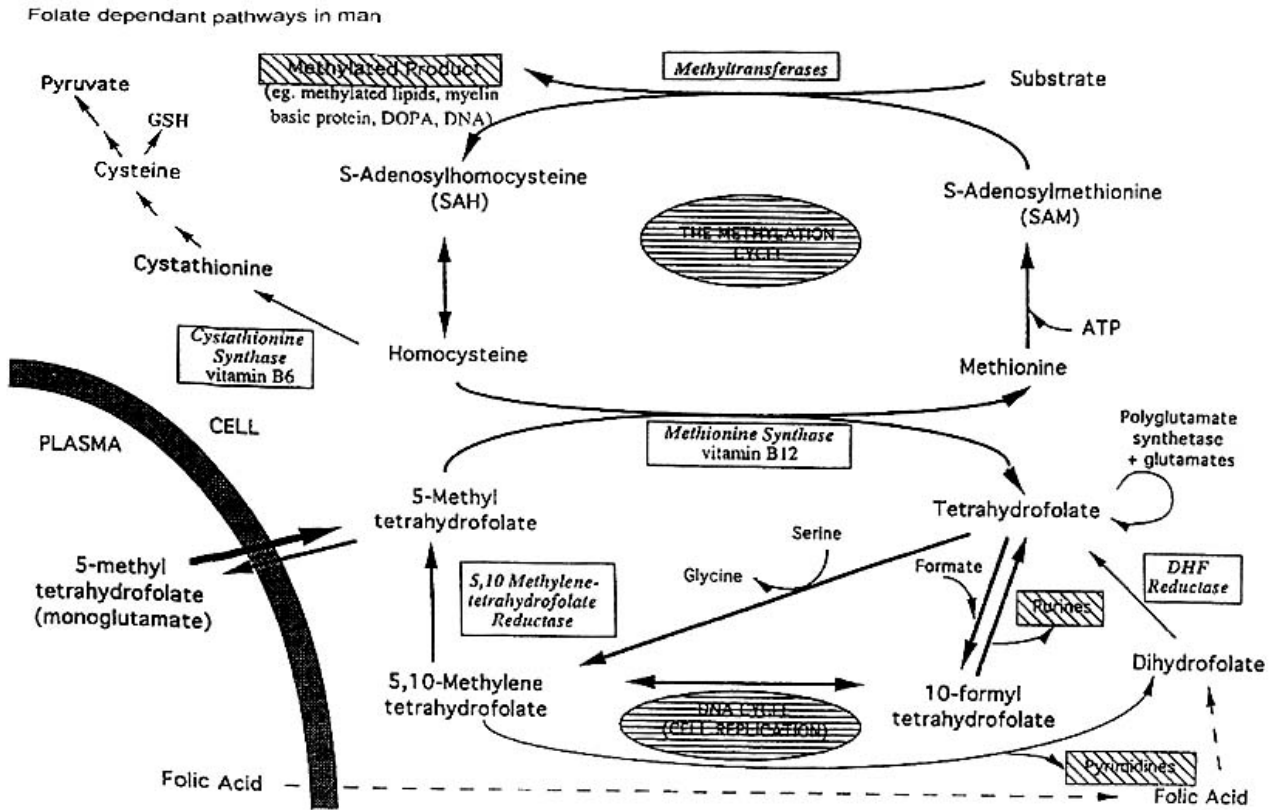 Folate dependant pathways in man
Methylated Product
(eg. methylated lipids, myelin
basic protein, DOPA, DNA)
Methyltransferases
Substrate
Pyruvate
GSH
Cysteine
S-Adenosylhomocysteine
(SAH)
S-Adenosylmethionine
(SAM)
THE METHYLATION
CYCLE
Cystathionine
ATP
Cystathionine
Synthase
vitamin B6
Homocysteine
Methionine
PLASMA
CELL
Methionine Synthase
vitamin B12
Polyglutamate
synthetase
+ glutamates
5-Methyl
tetrahydrofolate
Tetrahydrofolate
5-methyl
tetrahydrofolate
(monoglutamate)
Serine
Glycine
Formate
5,10 Methylene-
tetrahydrofolate
Reductase
DHF
Reductase
Purines
5,10-Methylene
tetrahydrofolate
10-formyl
tetrahydrofolate
Dihydrofolate
DNA CYCLE
(CELL REPLICATION)
Pyrimidines
Folic Acid
Folic Acid